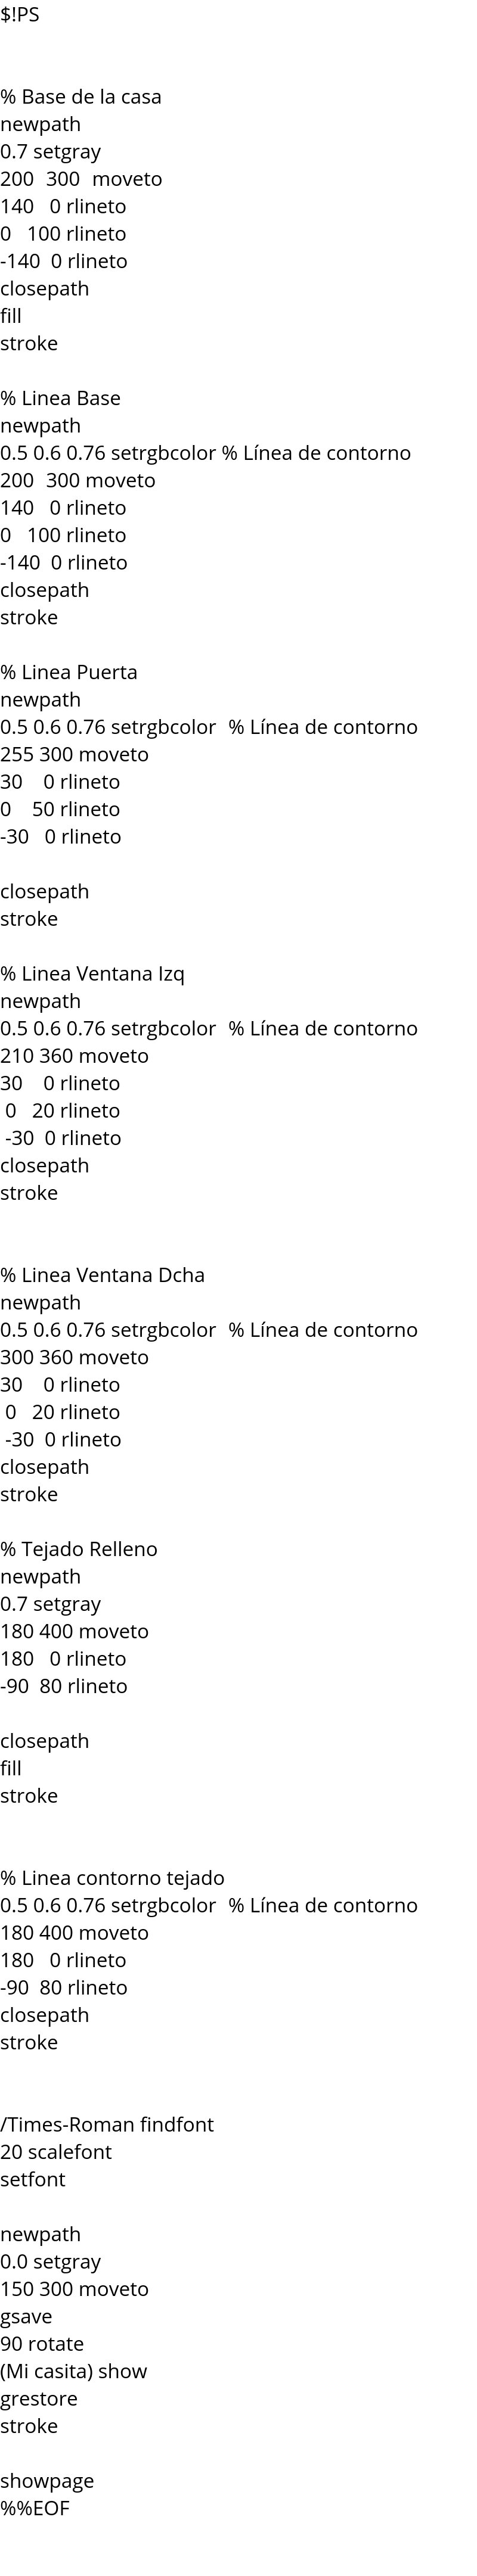 $!PS
% Base de la casa
newpath
0.7 setgray
200  300  moveto
140   0 rlineto
0   100 rlineto
-140  0 rlineto
closepath
fill
stroke
% Linea Base
newpath
0.5 0.6 0.76 setrgbcolor % Línea de contorno
200  300 moveto
140   0 rlineto
0   100 rlineto
-140  0 rlineto
closepath
stroke
% Linea Puerta
newpath
0.5 0.6 0.76 setrgbcolor  % Línea de contorno
255 300 moveto
30    0 rlineto
0    50 rlineto
-30   0 rlineto
closepath
stroke
% Linea Ventana Izq
newpath
0.5 0.6 0.76 setrgbcolor  % Línea de contorno
210 360 moveto
30    0 rlineto
0   20 rlineto
-30  0 rlineto
closepath
stroke
% Linea Ventana Dcha
newpath
0.5 0.6 0.76 setrgbcolor  % Línea de contorno
300 360 moveto
30    0 rlineto
0   20 rlineto
-30  0 rlineto
closepath
stroke
% Tejado Relleno
newpath
0.7 setgray
180 400 moveto
180   0 rlineto
-90  80 rlineto
closepath
fill
stroke
% Linea contorno tejado
0.5 0.6 0.76 setrgbcolor  % Línea de contorno
180 400 moveto
180   0 rlineto
-90  80 rlineto
closepath
stroke
/Times-Roman findfont
20 scalefont
setfont
newpath
0.0 setgray
150 300 moveto
gsave
90 rotate
(Mi casita) show
grestore
stroke
showpage
%%EOF